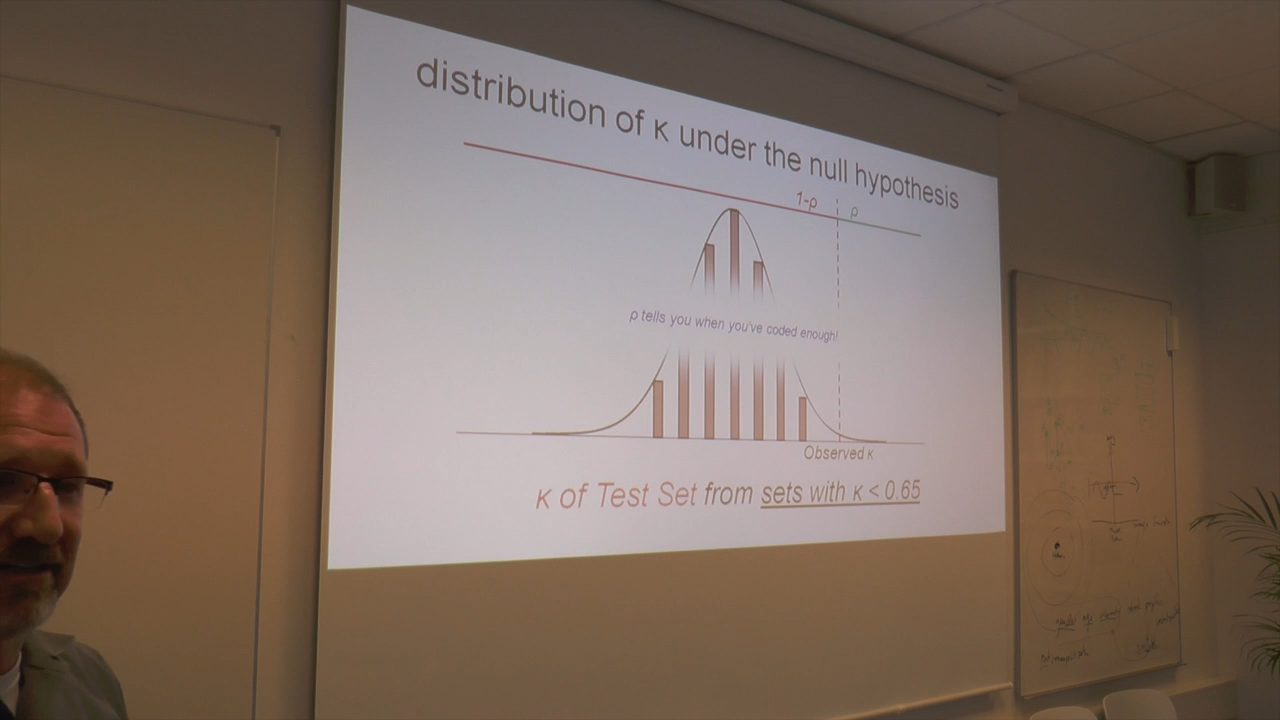 distribution of κ under the null hypothesis
1-ρ ρ
ρ tells you when you've coded enough!
Observed κ
κ of Test Set from sets with κ < 0.65